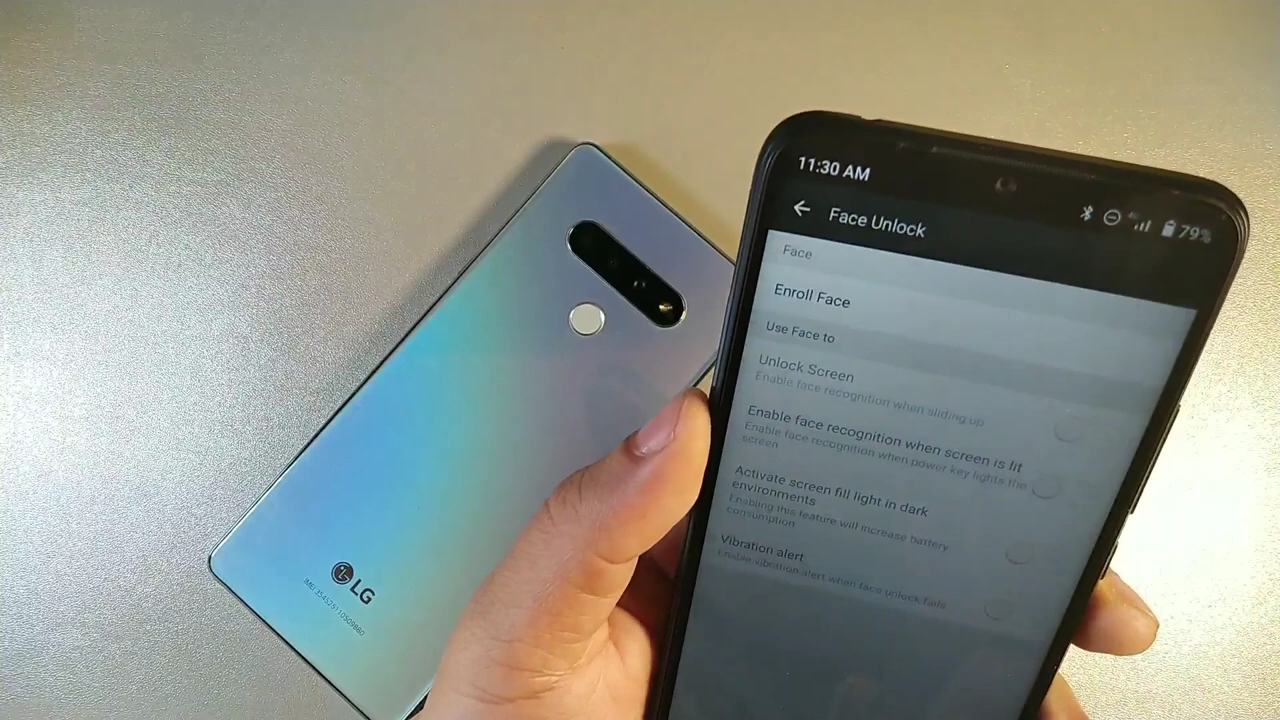 11:30 AM
79%
Face Unlock
Face
Enroll Face
Use Face to
Unlock Screen
Enable face recognition when sliding up
Enable face recognition when screen is lit
Enable face recognition when power key lights the
screen
Activate screen fill light in dark
environments
Enabling this feature will increase battery
consumption
Vibration alert
Enable vibration alert when face unlock fails
LG